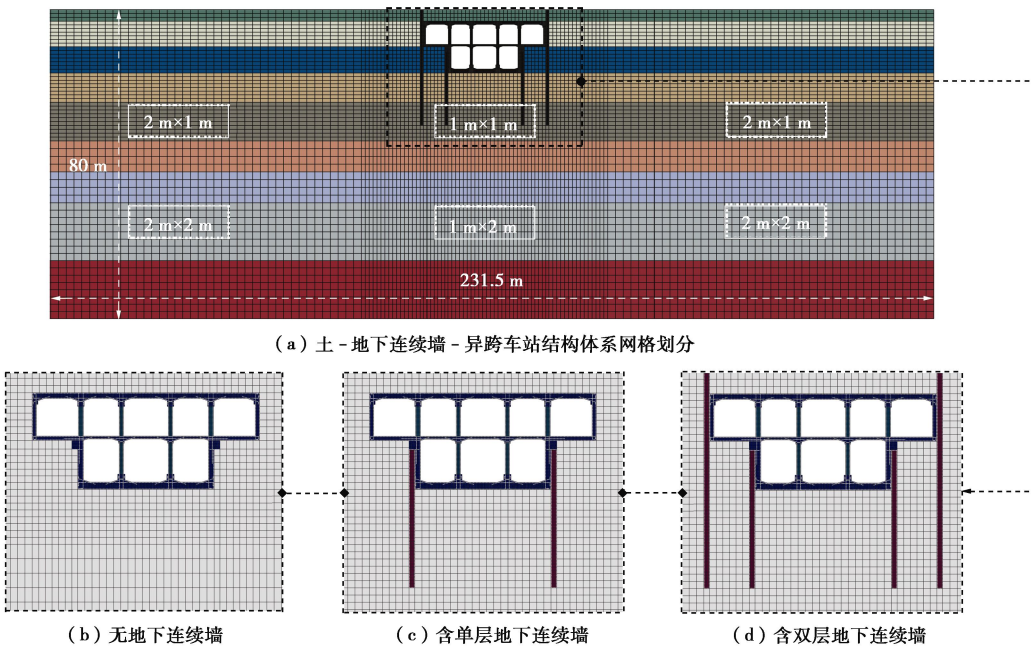 2 m×1 m
1 m×1 m
2 m×1 m
80 m
2 m×2 m
1 m×2 m
2 m×2 m
231.5 m
（a）土-地下连续墙-异跨车站结构体系网格划分
（b）无地下连续墙
（c）含单层地下连续墙
（d）含双层地下连续墙